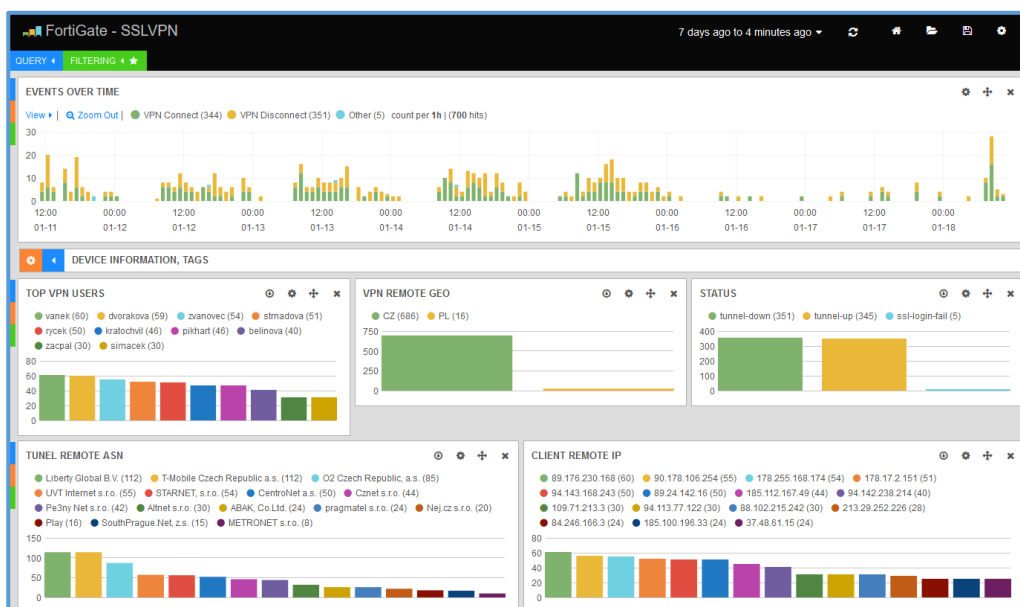 FortiGate - SSLVPN
7 days ago to 4 minutes ago
QUERY FILTERING
EVENTS OVER TIME
View | Zoom Out | VPN Connect (344) VPN Disconnect (351) Other (5) count per 1h | (700 hits)
30
20
10
0
12:00 00:00 12:00 00:00 12:00 00:00 12:00 00:00 12:00 00:00 12:00 00:00 12:00 00:00
01-11 01-12 01-12 01-13 01-13 01-14 01-14 01-15 01-15 01-16 01-16 01-17 01-17 01-18
DEVICE INFORMATION, TAGS
TOP VPN USERS
vanek (60) dvorakova (59) zvanovec (54) strnadova (51)
rycek (50) kratochvil (46) pikhart (46) belinova (40)
zacpal (30) simacek (30)
80
60
40
20
0
VPN REMOTE GEO
CZ (686) PL (16)
750
500
250
0
STATUS
tunnel-down (351) tunnel-up (345) ssl-login-fail (5)
400
300
200
100
0
TUNEL REMOTE ASN
Liberty Global B.V. (112) T-Mobile Czech Republic a.s. (112) O2 Czech Republic, a.s. (85)
UVT Internet s.r.o. (55) STARNET, s.r.o. (54) CentroNet a.s. (50) Cznet s.r.o. (44)
Pe3ny Net s.r.o. (42) Altnet s.r.o. (30) ABAK, Co.Ltd. (24) pragmatel s.r.o. (24) Nej.cz s.r.o. (20)
Play (16) SouthPrague.Net, z.s. (15) METRONET s.r.o. (8)
150
100
50
0
CLIENT REMOTE IP
89.176.230.168 (60) 90.178.106.254 (55) 178.255.168.174 (54) 178.17.2.151 (51)
94.143.168.243 (50) 89.24.142.16 (50) 185.112.167.49 (44) 94.142.238.214 (40)
109.71.213.3 (30) 94.113.77.122 (30) 88.102.215.242 (30) 213.29.252.226 (28)
84.246.166.3 (24) 185.100.196.33 (24) 37.48.61.15 (24)
80
60
40
20
0